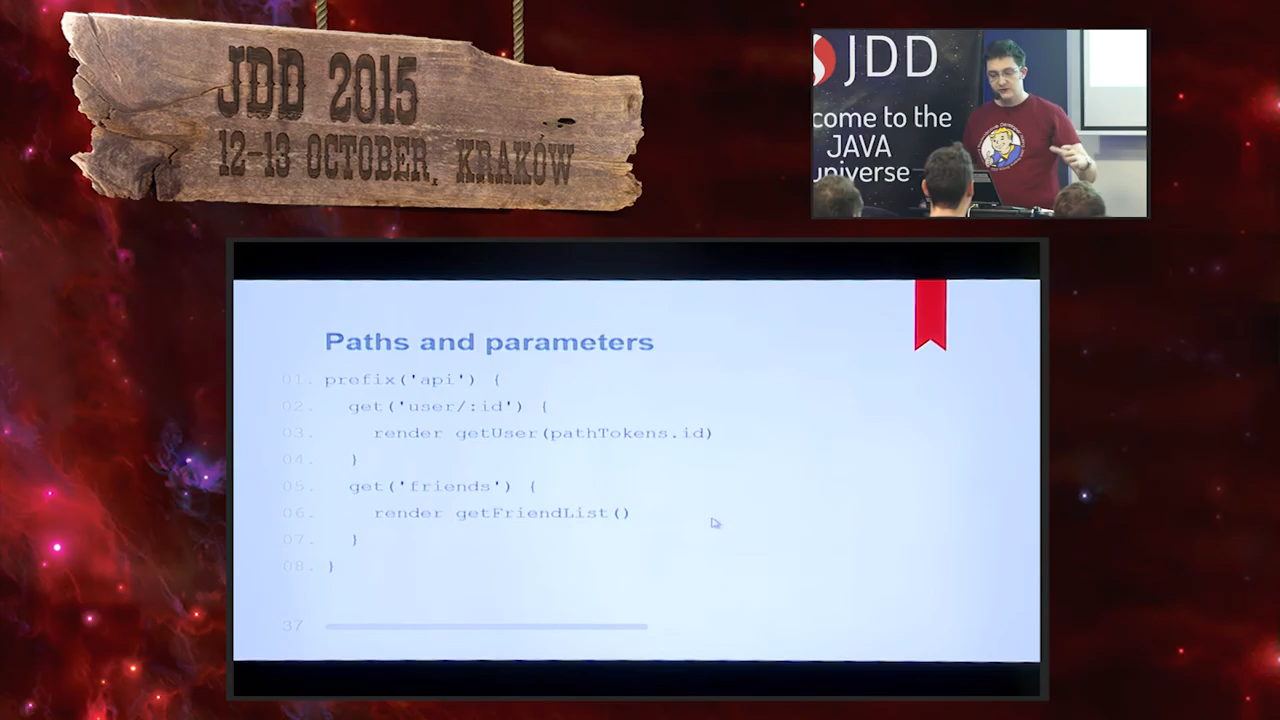 JDD 2015
12-13 OCTOBER, KRAKÓW
JDD
come to the
JAVA
universe
Paths and parameters
01. prefix('api') {
02. get('user/:id') {
03. render getUser(pathTokens.id)
04. }
05. get('friends') {
06. render getFriendList()
07. }
08. }
37